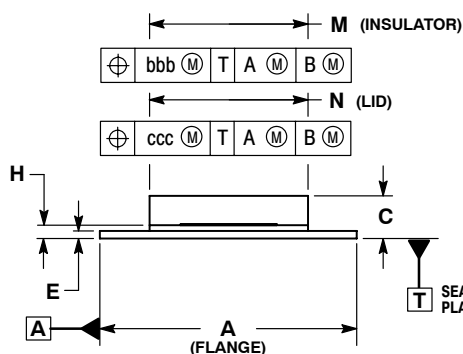 M (INSULATOR)
⌖ bbb Ⓜ T A Ⓜ B Ⓜ
N (LID)
⌖ ccc Ⓜ T A Ⓜ B Ⓜ
H
C
E
T
A
A
(FLANGE)